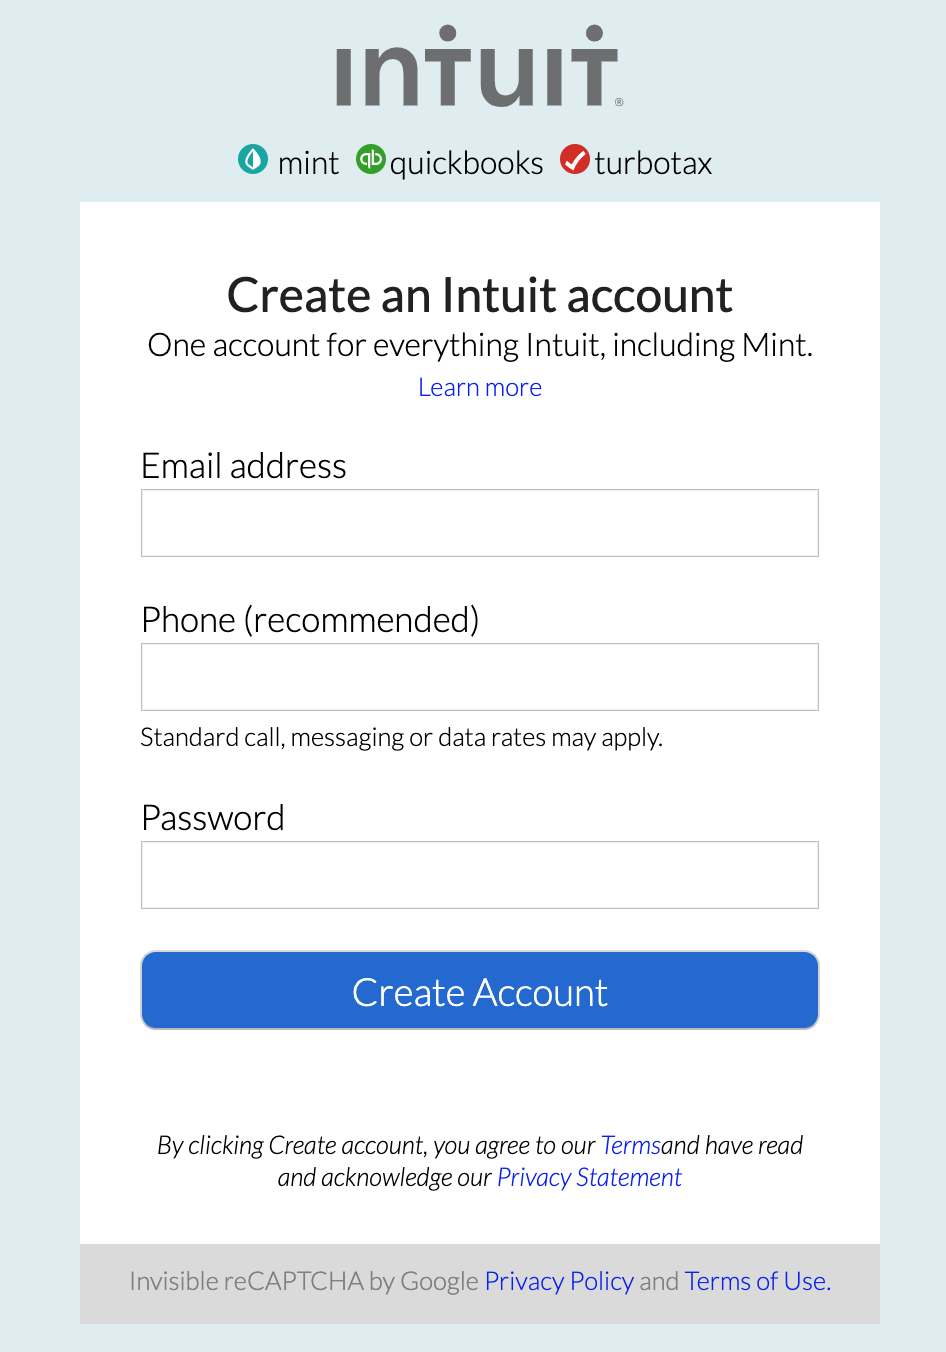 intuit®
mint quickbooks turbotax
Create an Intuit account
One account for everything Intuit, including Mint.
Learn more
Email address
Phone (recommended)
Standard call, messaging or data rates may apply.
Password
Create Account
By clicking Create account, you agree to our Termsand have read
and acknowledge our Privacy Statement
Invisible reCAPTCHA by Google Privacy Policy and Terms of Use.